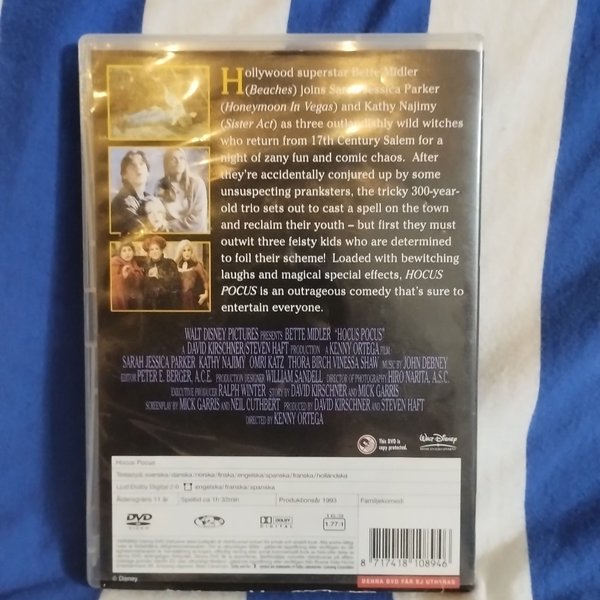 Hollywood superstar Bette Midler
(Beaches) joins Sarah Jessica Parker
(Honeymoon In Vegas) and Kathy Najimy
(Sister Act) as three outlandishly wild witches
who return from 17th Century Salem for a
night of zany fun and comic chaos. After
they're accidentally conjured up by some
unsuspecting pranksters, the tricky 300-year-
old trio sets out to cast a spell on the town
and reclaim their youth – but first they must
outwit three feisty kids who are determined
to foil their scheme! Loaded with bewitching
laughs and magical special effects, HOCUS
POCUS is an outrageous comedy that's sure to
entertain everyone.
WALT DISNEY PICTURES PRESENTS BETTE MIDLER "HOCUS POCUS"
A DAVID KIRSCHNER/STEVEN HAFT PRODUCTION A KENNY ORTEGA FILM
SARAH JESSICA PARKER KATHY NAJIMY OMRI KATZ THORA BIRCH VINESSA SHAW MUSIC BY JOHN DEBNEY
EDITOR PETER E. BERGER, A.C.E. PRODUCTION DESIGNER WILLIAM SANDELL DIRECTOR OF PHOTOGRAPHY HIRO NARITA, A.S.C.
EXECUTIVE PRODUCER RALPH WINTER STORY BY DAVID KIRSCHNER AND MICK GARRIS
SCREENPLAY BY MICK GARRIS AND NEIL CUTHBERT PRODUCED BY DAVID KIRSCHNER AND STEVEN HAFT
DIRECTED BY KENNY ORTEGA
This DVD is
copy protected.
Walt Disney
HOME ENTERTAINMENT
Hocus Pocus
Textat på: svenska/danska/norska/finska/engelska/spanska/franska/holländska
Ljud Dolby Digital 2.0 engelska/franska/spanska
Åldersgräns 11 år Speltid ca 1h 32min Produktionsår 1993 Familjekomedi
DVD
VIDEO
DOLBY
DIGITAL
1.77:1
8 717418 108946
© Disney
DENNA DVD FÅR EJ UTHYRAS